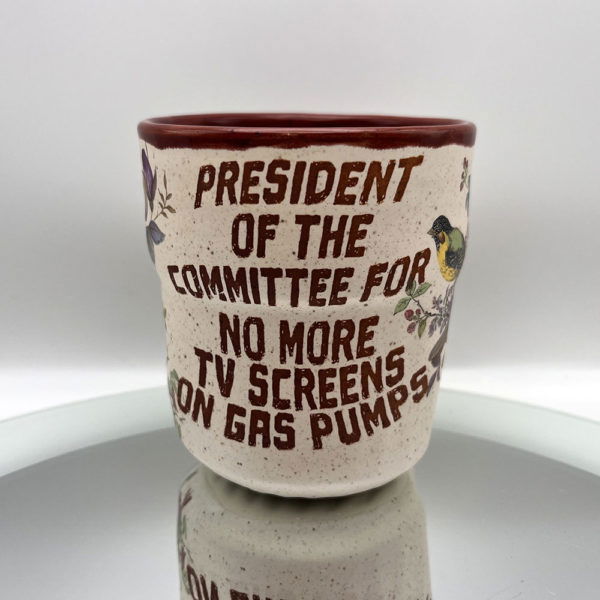 PRESIDENT
OF THE
COMMITTEE FOR
NO MORE
TV SCREENS
ON GAS PUMPS